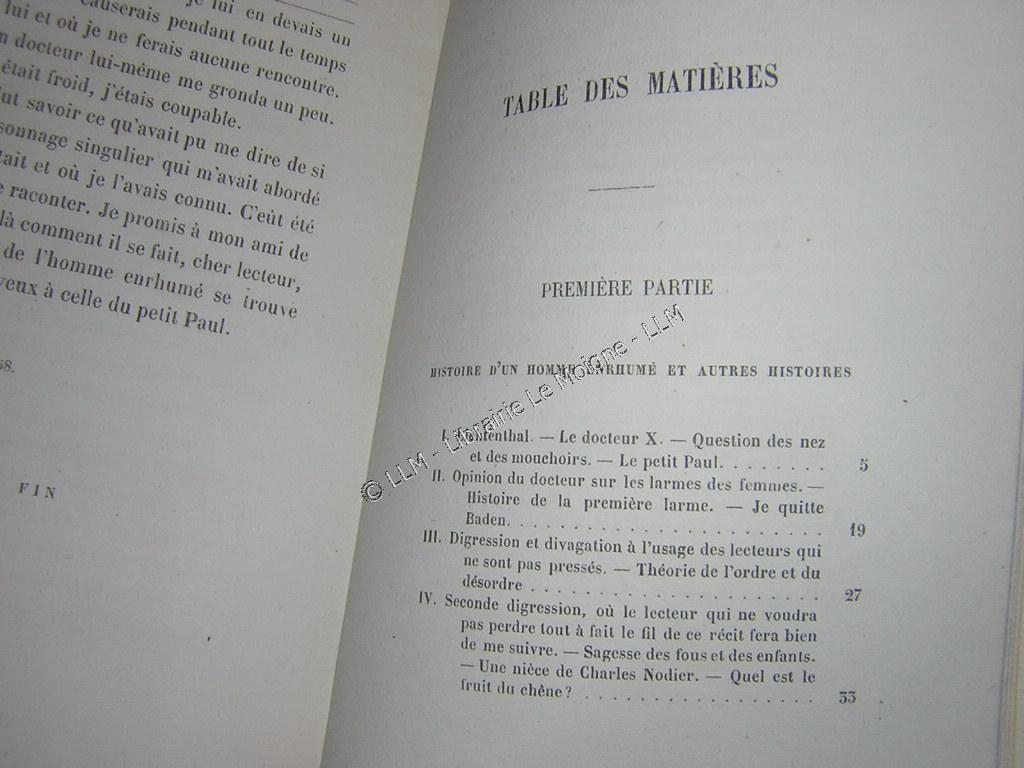 je lui en devais un
causerais pendant tout le temps
lui et où je ne ferais aucune rencontre.
docteur lui-même me gronda un peu.
était froid, j'étais coupable.
savoir ce qu'avait pu me dire de si
singulier qui m'avait abordé
et où je l'avais connu. C'eût été
raconter. Je promis à mon ami de
là comment il se fait, cher lecteur,
de l'homme enrhumé se trouve
à celle du petit Paul.
FIN
TABLE DES MATIÈRES
PREMIÈRE PARTIE
HISTOIRE D'UN HOMME ENRHUMÉ ET AUTRES HISTOIRES
I. — Le docteur X. — Question des nez
et des mouchoirs. — Le petit Paul. . . . . . . . 5
II. Opinion du docteur sur les larmes des femmes. —
Histoire de la première larme. — Je quitte
Baden. . . . . . . . . . . . . . . . . . . . . . . 19
III. Digression et divagation à l'usage des lecteurs qui
ne sont pas pressés. — Théorie de l'ordre et du
désordre . . . . . . . . . . . . . . . . . . . . . 27
IV. Seconde digression, où le lecteur qui ne voudra
pas perdre tout à fait le fil de ce récit fera bien
de me suivre. — Sagesse des fous et des enfants.
— Une nièce de Charles Nodier. — Quel est le
fruit du chêne ? . . . . . . . . . . . . . . . . . 33
© LLM - Librairie Le Moigne - LLM